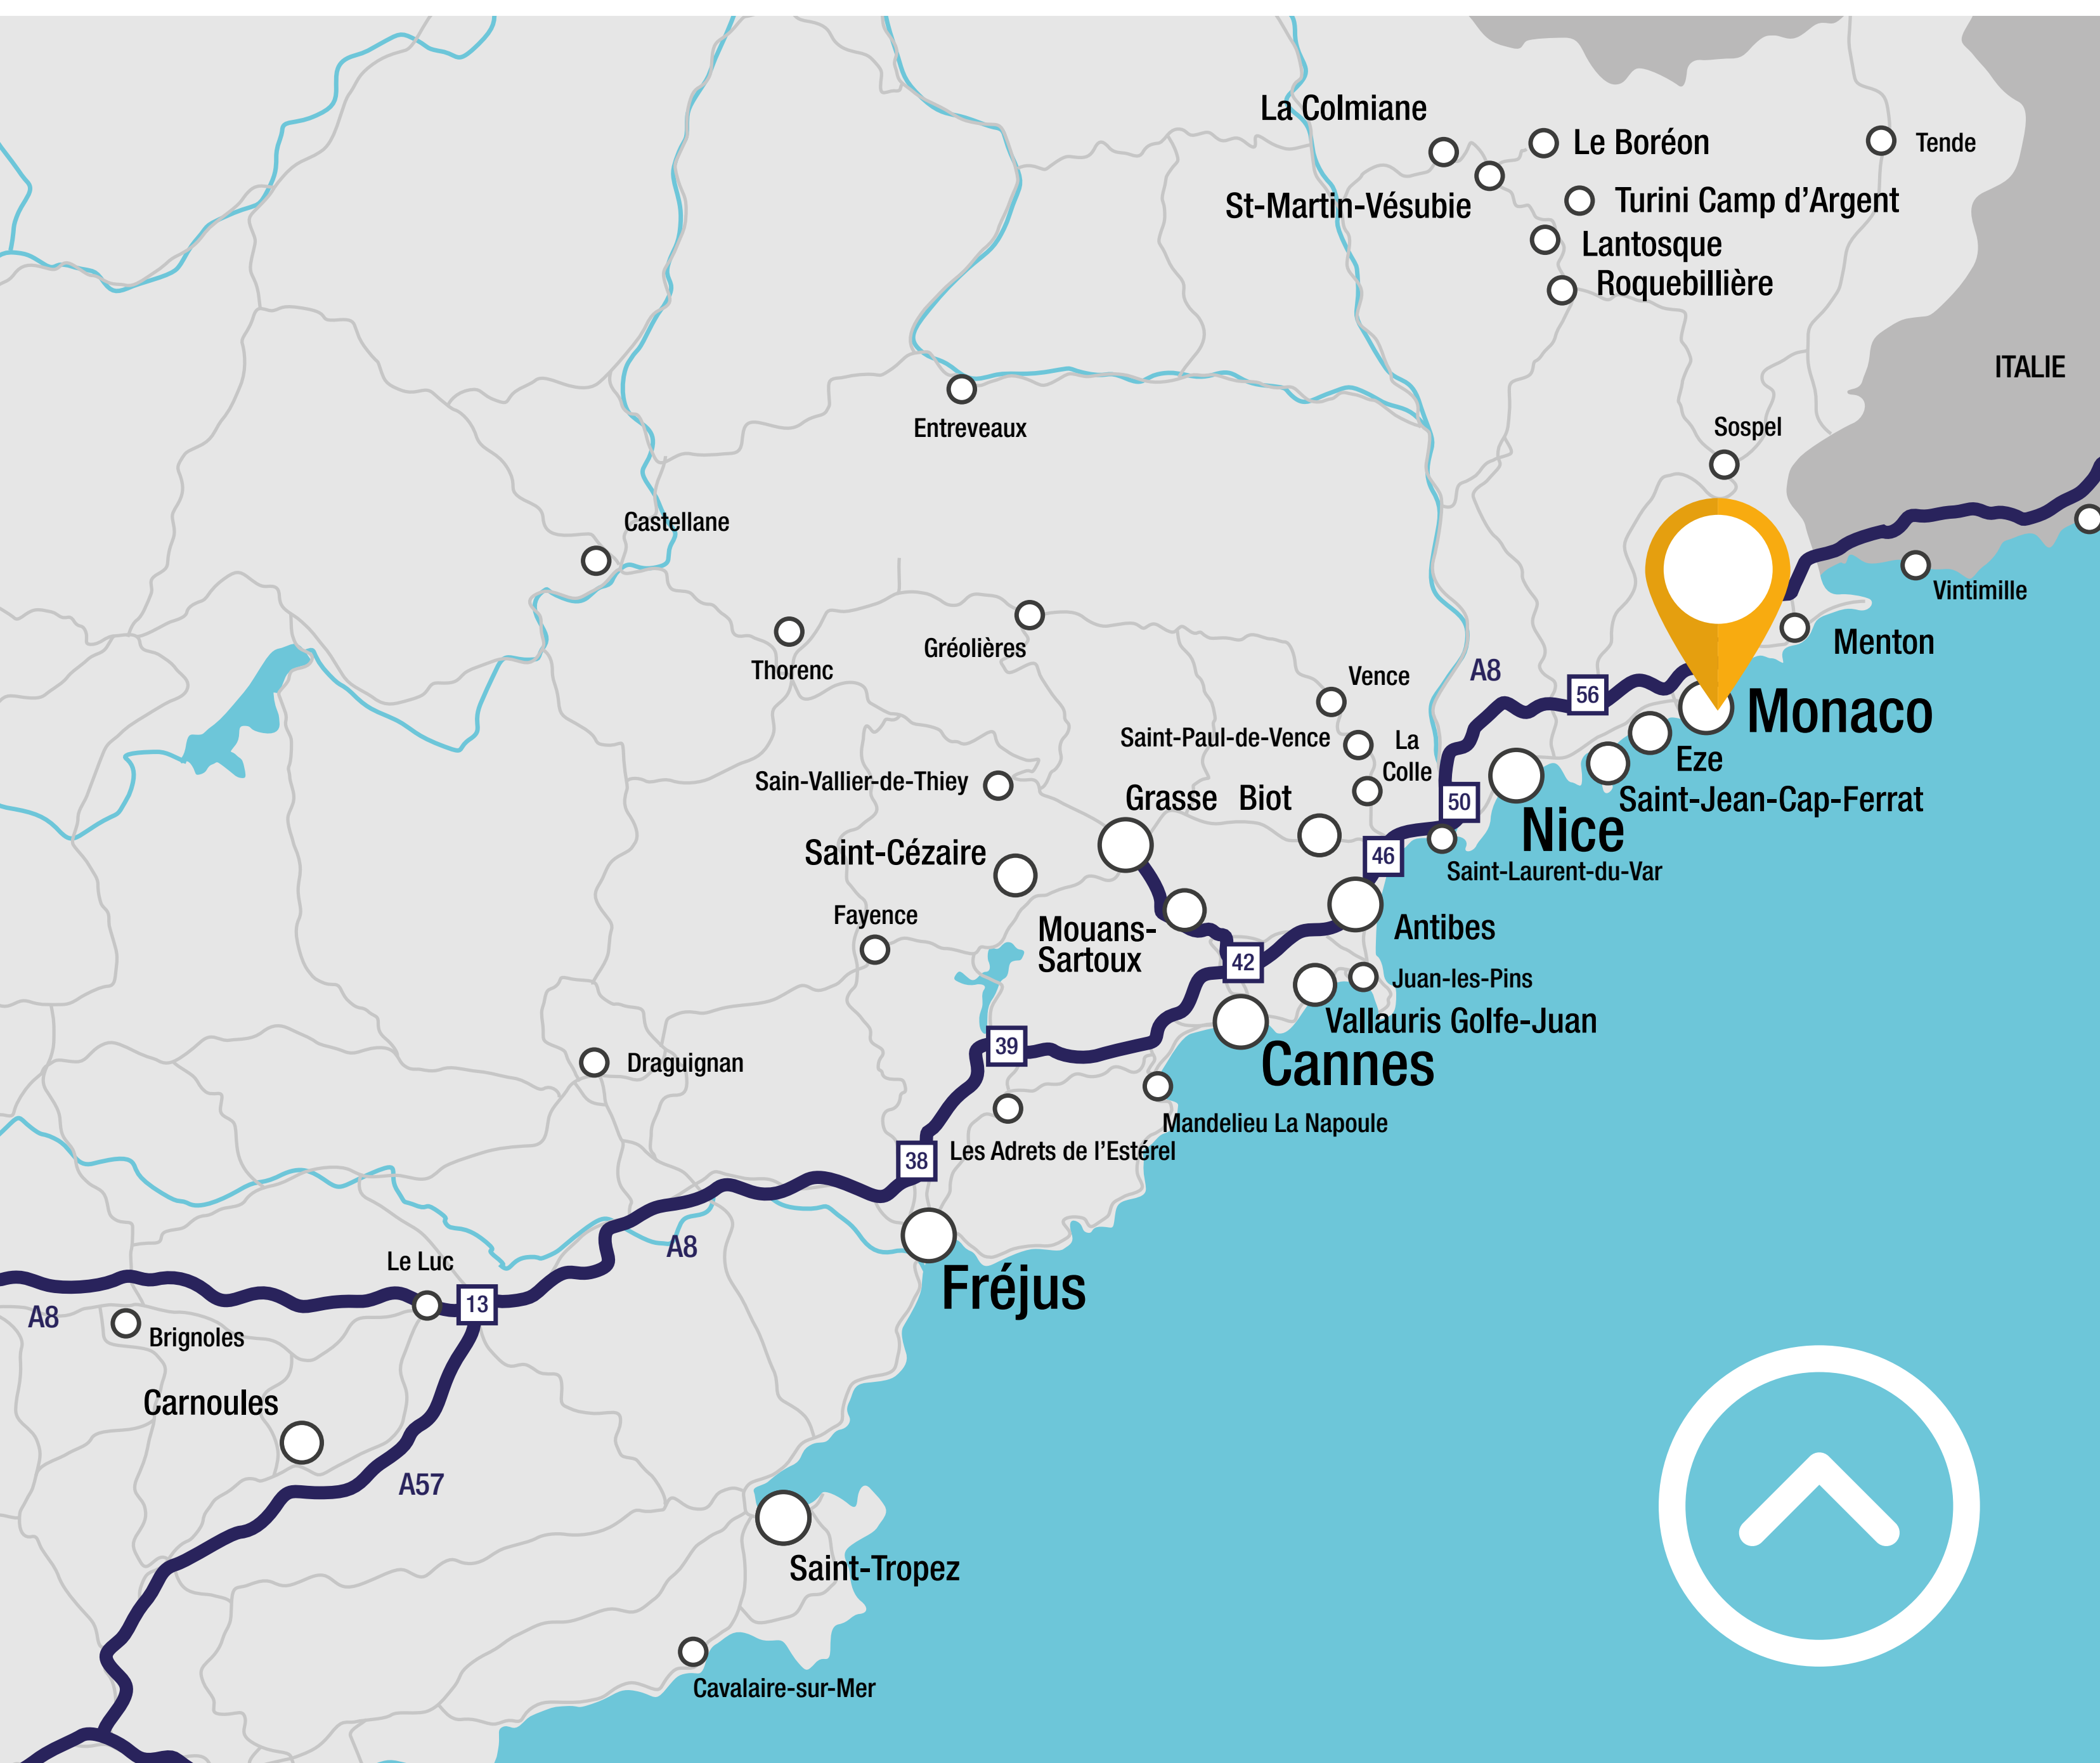 La Colmiane
Le Boréon
Tende
St-Martin-Vésubie
Turini Camp d’Argent
Lantosque
Roquebillière
ITALIE
Entreveaux
Sospel
Castellane
Vintimille
Thorenc
Gréolières
Menton
Vence
A8
56
Monaco
Saint-Paul-de-Vence
La
Colle
Eze
Sain-Vallier-de-Thiey
Grasse
Biot
50
Saint-Jean-Cap-Ferrat
Nice
Saint-Cézaire
46
Saint-Laurent-du-Var
Fayence
Mouans-
Sartoux
Antibes
42
Juan-les-Pins
Vallauris Golfe-Juan
39
Cannes
Draguignan
Mandelieu La Napoule
38
Les Adrets de l’Estérel
A8
Le Luc
Fréjus
13
A8
Brignoles
Carnoules
A57
Saint-Tropez
Cavalaire-sur-Mer